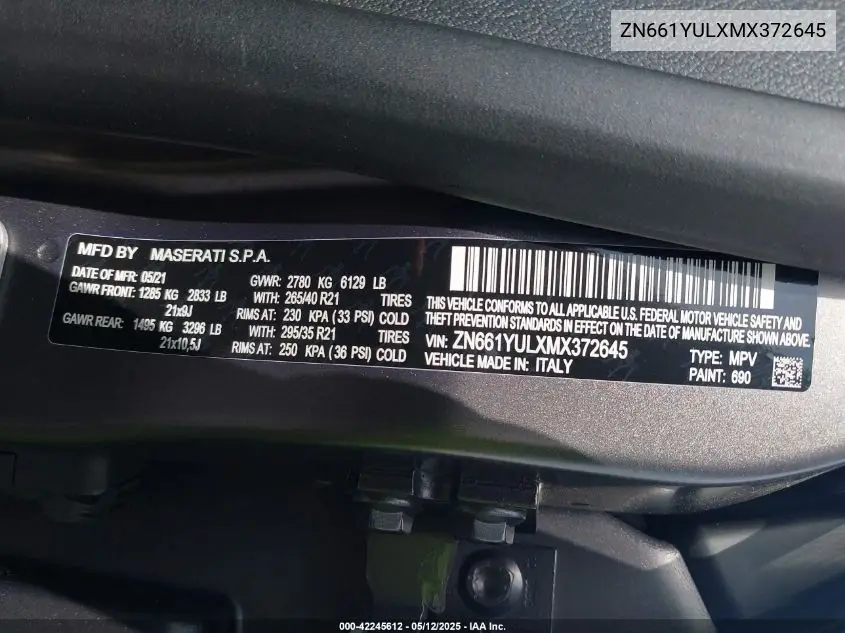 ZN661YULXMX372645
MFD BY MASERATI S.P.A.
DATE OF MFR: 05/21
GVWR: 2780 KG 6129 LB
GAWR FRONT: 1285 KG 2833 LB
WITH: 265/40 R21 TIRES
21x9J
RIMS AT: 230 KPA (33 PSI) COLD
GAWR REAR: 1495 KG 3296 LB
WITH: 295/35 R21 TIRES
21x10,5J
RIMS AT: 250 KPA (36 PSI) COLD
THIS VEHICLE CONFORMS TO ALL APPLICABLE U.S. FEDERAL MOTOR VEHICLE SAFETY AND
THEFT PREVENTION STANDARDS IN EFFECT ON THE DATE OF MANUFACTURE SHOWN ABOVE.
VIN: ZN661YULXMX372645
TYPE: MPV
VEHICLE MADE IN: ITALY
PAINT: 690
000-42245612 - 05/12/2025 - IAA Inc.